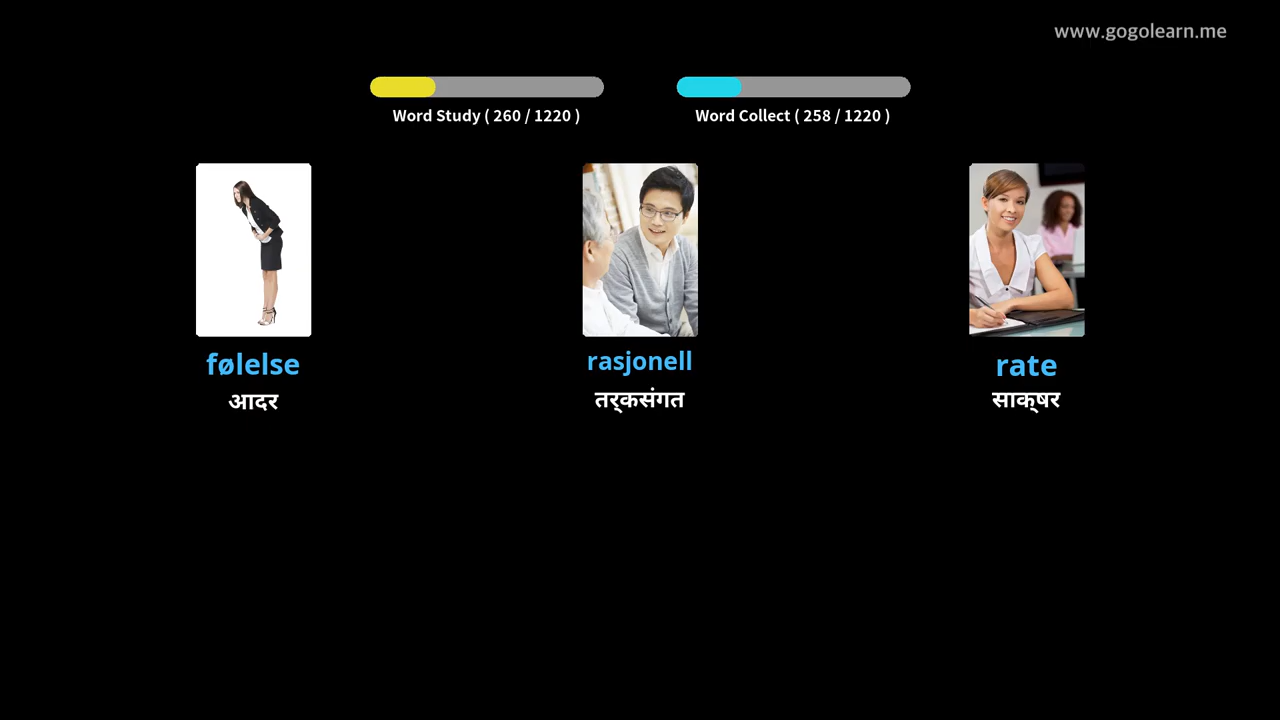 www.gogolearn.me
Word Study ( 260 / 1220 )
Word Collect ( 258 / 1220 )
følelse
rasjonell
rate
आदर
तर्कसंगत
साक्षर